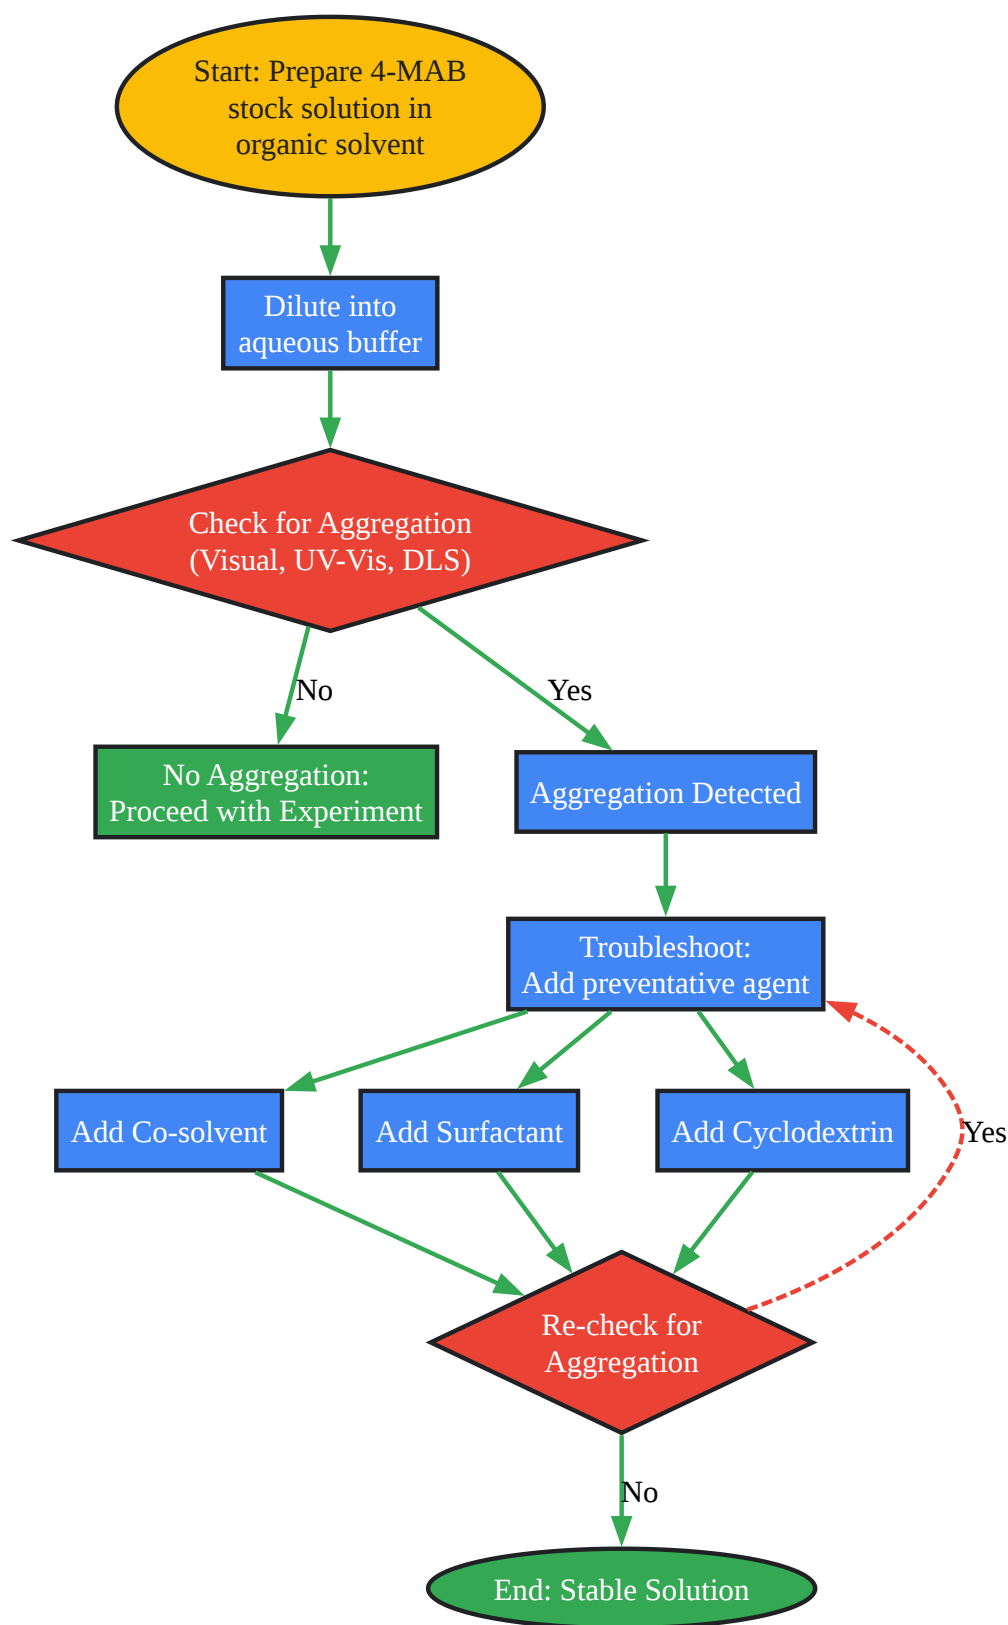 Start: Prepare 4-MAB
stock solution in
organic solvent
Dilute into
aqueous buffer
Check for Aggregation
(Visual, UV-Vis, DLS)
No
Yes
No Aggregation:
Proceed with Experiment
Aggregation Detected
Troubleshoot:
Add preventative agent
Add Co-solvent
Add Surfactant
Add Cyclodextrin
Yes
Re-check for
Aggregation
No
End: Stable Solution